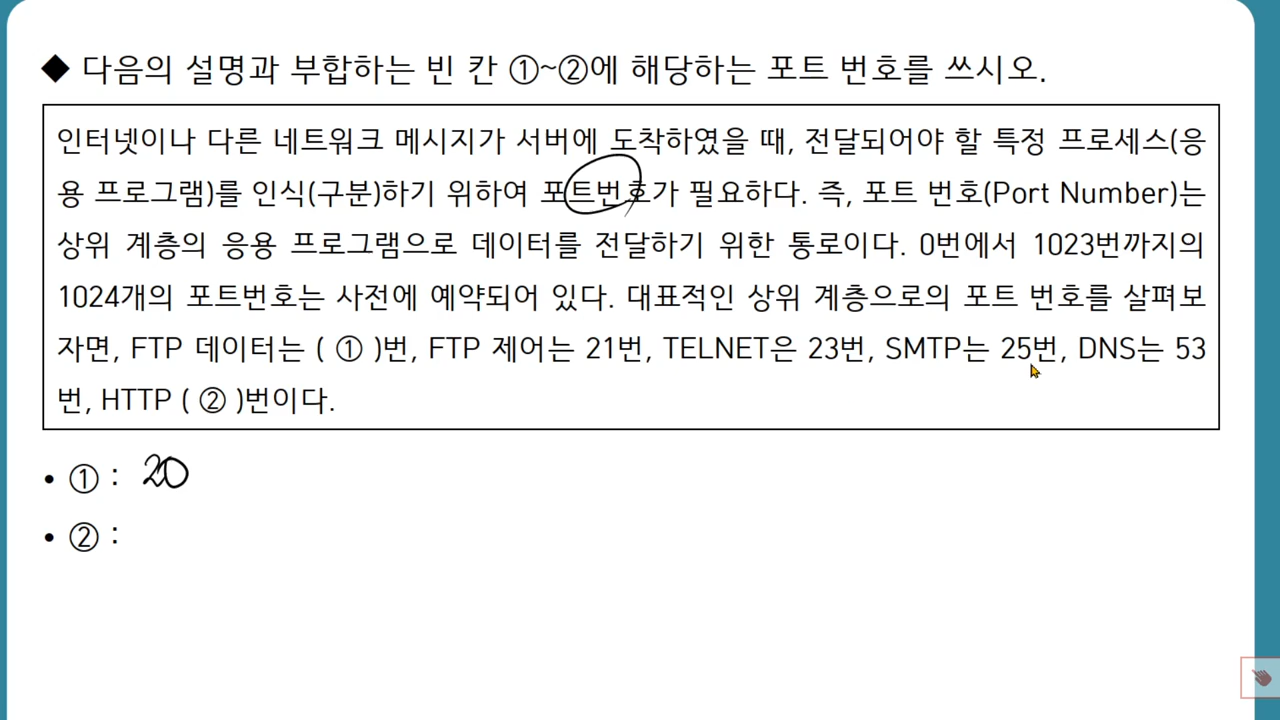 ◆ 다음의 설명과 부합하는 빈 칸 ①~②에 해당하는 포트 번호를 쓰시오.
인터넷이나 다른 네트워크 메시지가 서버에 도착하였을 때, 전달되어야 할 특정 프로세스(응
용 프로그램)를 인식(구분)하기 위하여 포트번호가 필요하다. 즉, 포트 번호(Port Number)는
상위 계층의 응용 프로그램으로 데이터를 전달하기 위한 통로이다. 0번에서 1023번까지의
1024개의 포트번호는 사전에 예약되어 있다. 대표적인 상위 계층으로의 포트 번호를 살펴보
자면, FTP 데이터는 ( ① )번, FTP 제어는 21번, TELNET은 23번, SMTP는 25번, DNS는 53
번, HTTP ( ② )번이다.
• ① : 20
• ② :